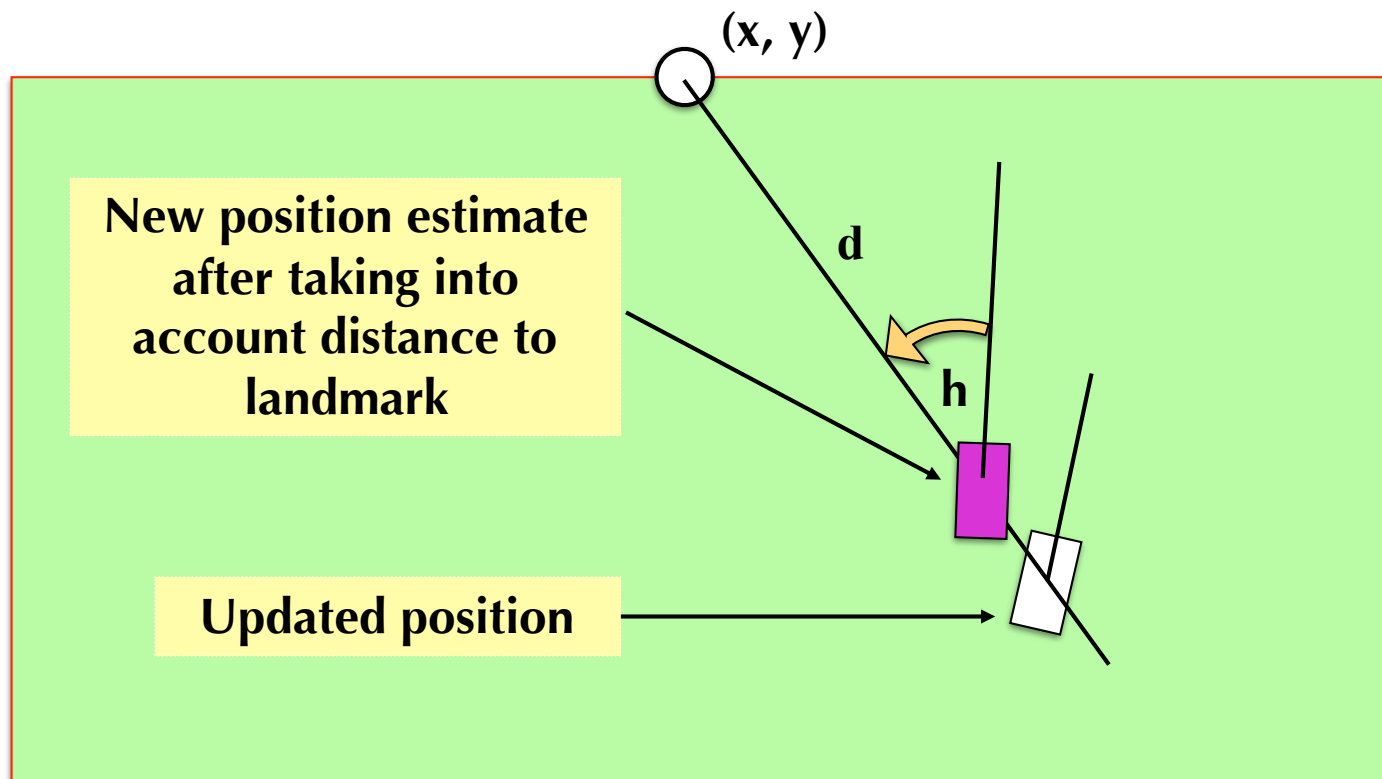 (x, y)
New position estimate
after taking into
account distance to
landmark
d
h
Updated position